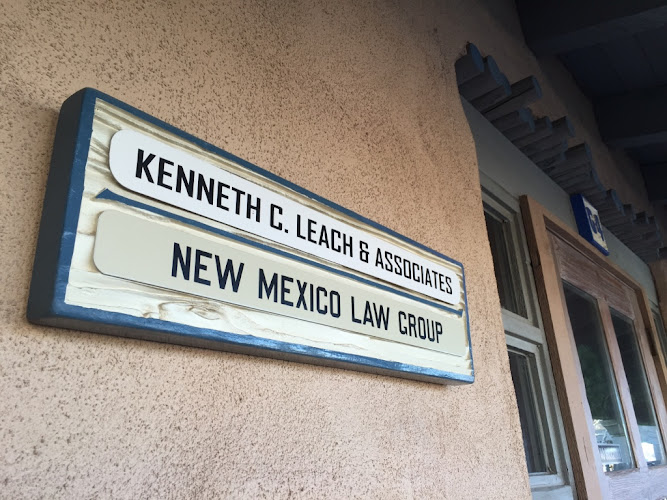 KENNETH C. LEACH & ASSOCIATES
NEW MEXICO LAW GROUP